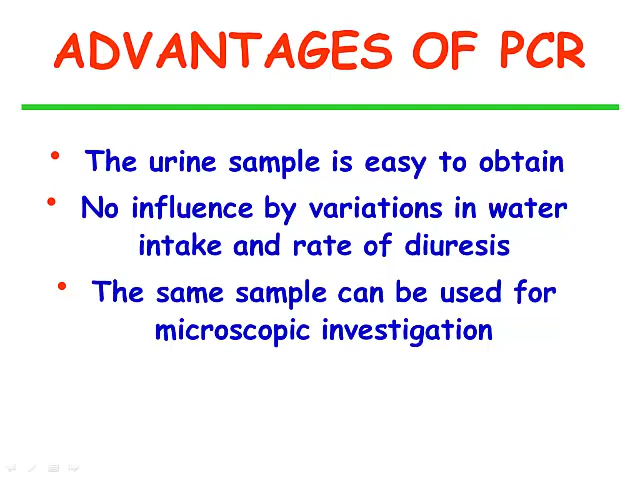 ADVANTAGES OF PCR
• The urine sample is easy to obtain
• No influence by variations in water
intake and rate of diuresis
• The same sample can be used for
microscopic investigation